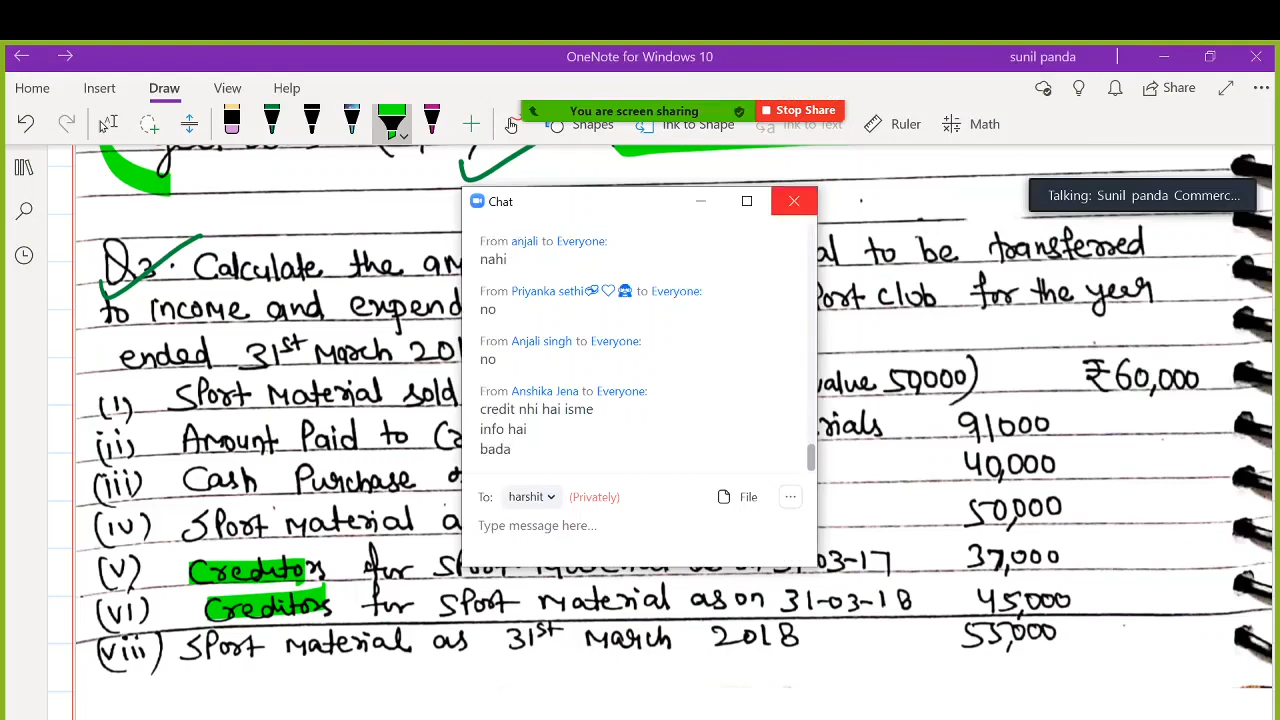 OneNote for Windows 10
sunil panda
Home Insert Draw View Help
Share
You are screen sharing
Stop Share
Shapes Ink to Shape Ink to Text Ruler Math
Talking: Sunil panda Commerc...
Chat
From anjali to Everyone:
nahi
From Priyanka sethi to Everyone:
no
From Anjali singh to Everyone:
no
From Anshika Jena to Everyone:
credit nhi hai isme
info hai
bada
To: harshit (Privately)
File
Type message here...
Q3. Calculate the am al to be transferred
to income and expend port club for the year
ended 31st March 201
(i) Sport Material sold value 50,000) ₹60,000
(ii) Amount Paid to rials 91000
(iii) Cash Purchase 40,000
(iv) Sport material a 50,000
(v) Creditors for 03-17 37,000
(vi) Creditors for Sport material as on 31-03-18 45,000
(viii) Sport material as 31st March 2018 55,000